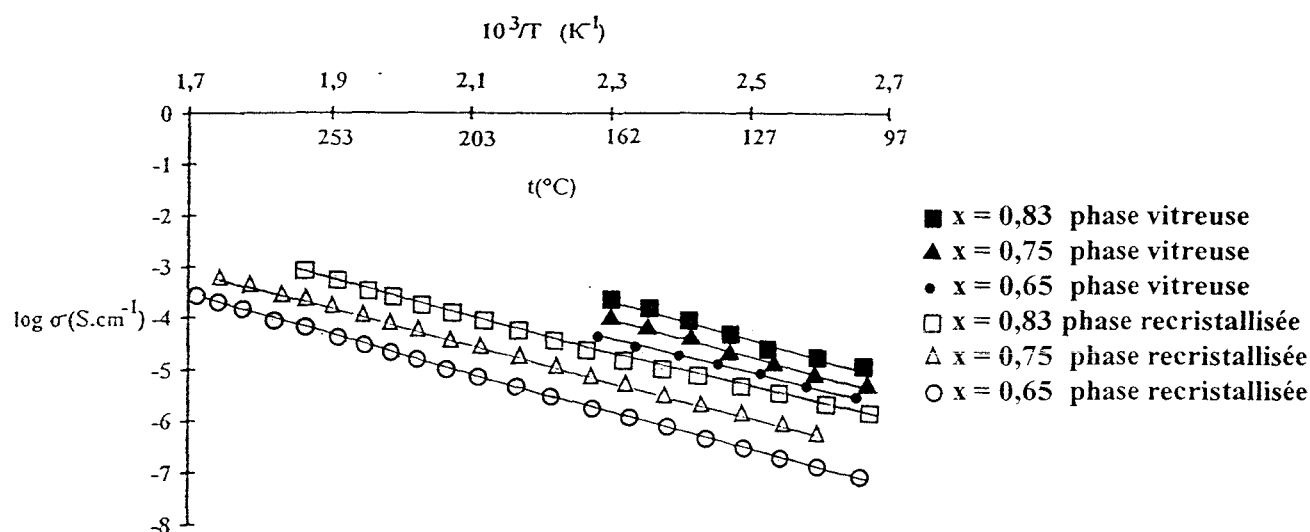 10³/T (K⁻¹)
1,7 1,9 2,1 2,3 2,5 2,7
0
253 203 162 127 97
-1
t(°C)
-2
-3
log σ(S.cm⁻¹) -4
-5
-6
-7
-8
x = 0,83 phase vitreuse
x = 0,75 phase vitreuse
x = 0,65 phase vitreuse
x = 0,83 phase recristallisée
x = 0,75 phase recristallisée
x = 0,65 phase recristallisée